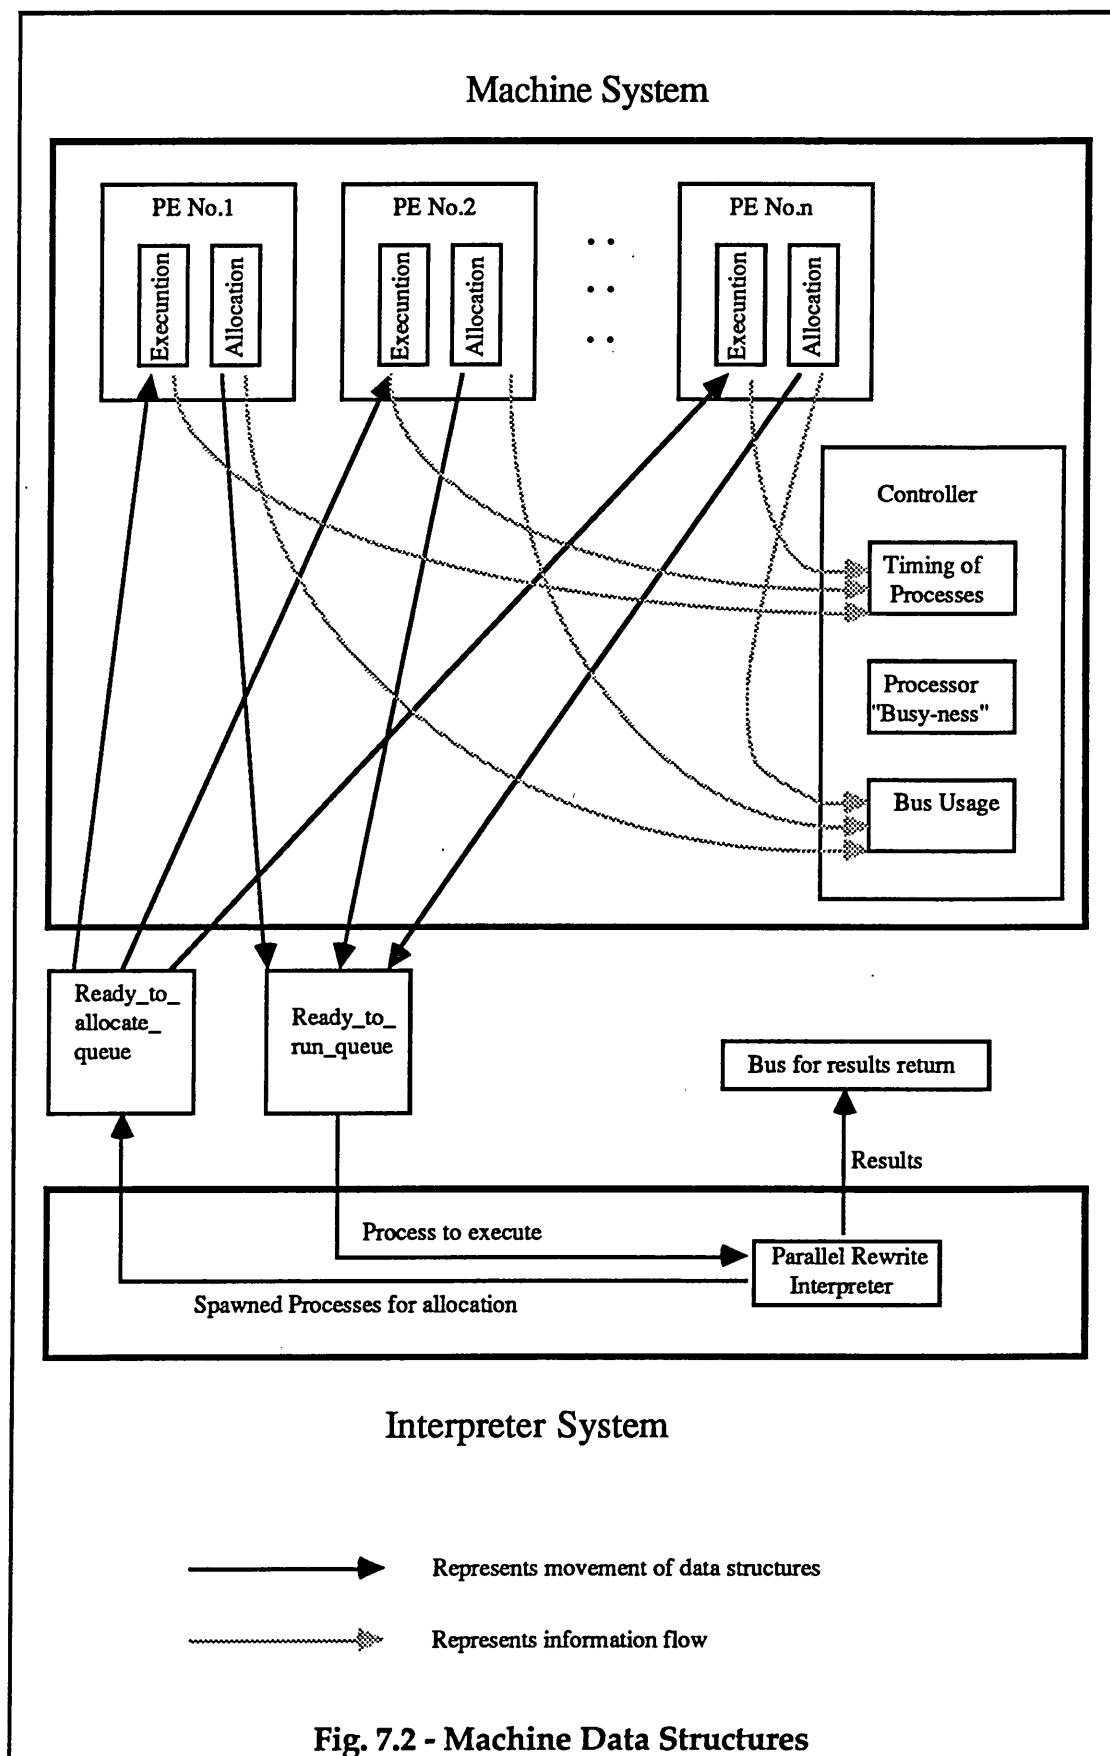 Machine System
PE No.1
PE No.2
PE No.n
Execuntion
Allocation
Execuntion
Allocation
Execuntion
Allocation
Controller
Timing of
Processes
Processor
"Busy-ness"
Bus Usage
Ready_to_
allocate_
queue
Ready_to_
run_queue
Bus for results return
Results
Process to execute
Parallel Rewrite
Interpreter
Spawned Processes for allocation
Interpreter System
Represents movement of data structures
Represents information flow
Fig. 7.2 - Machine Data Structures